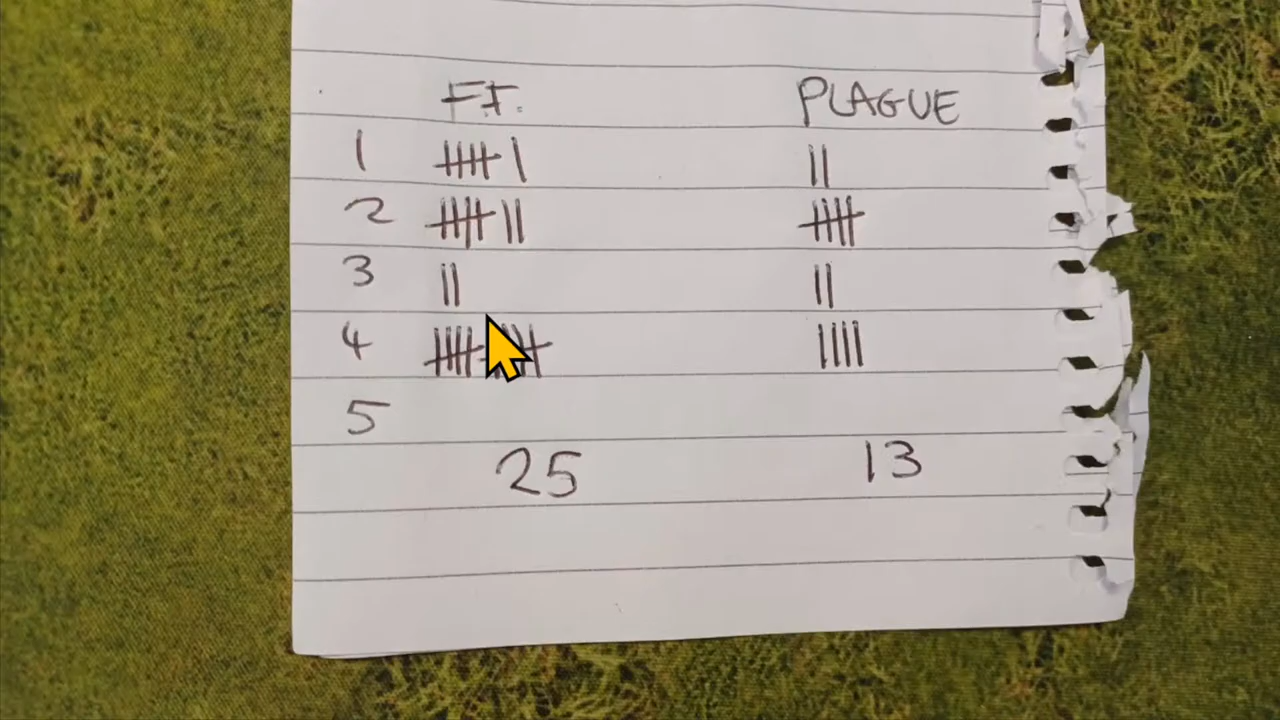 F.F. PLAGUE
1 𝍸 | ||
2 𝍸 || 𝍸
3 || ||
4 𝍸 𝍸 ||||
5
25 13